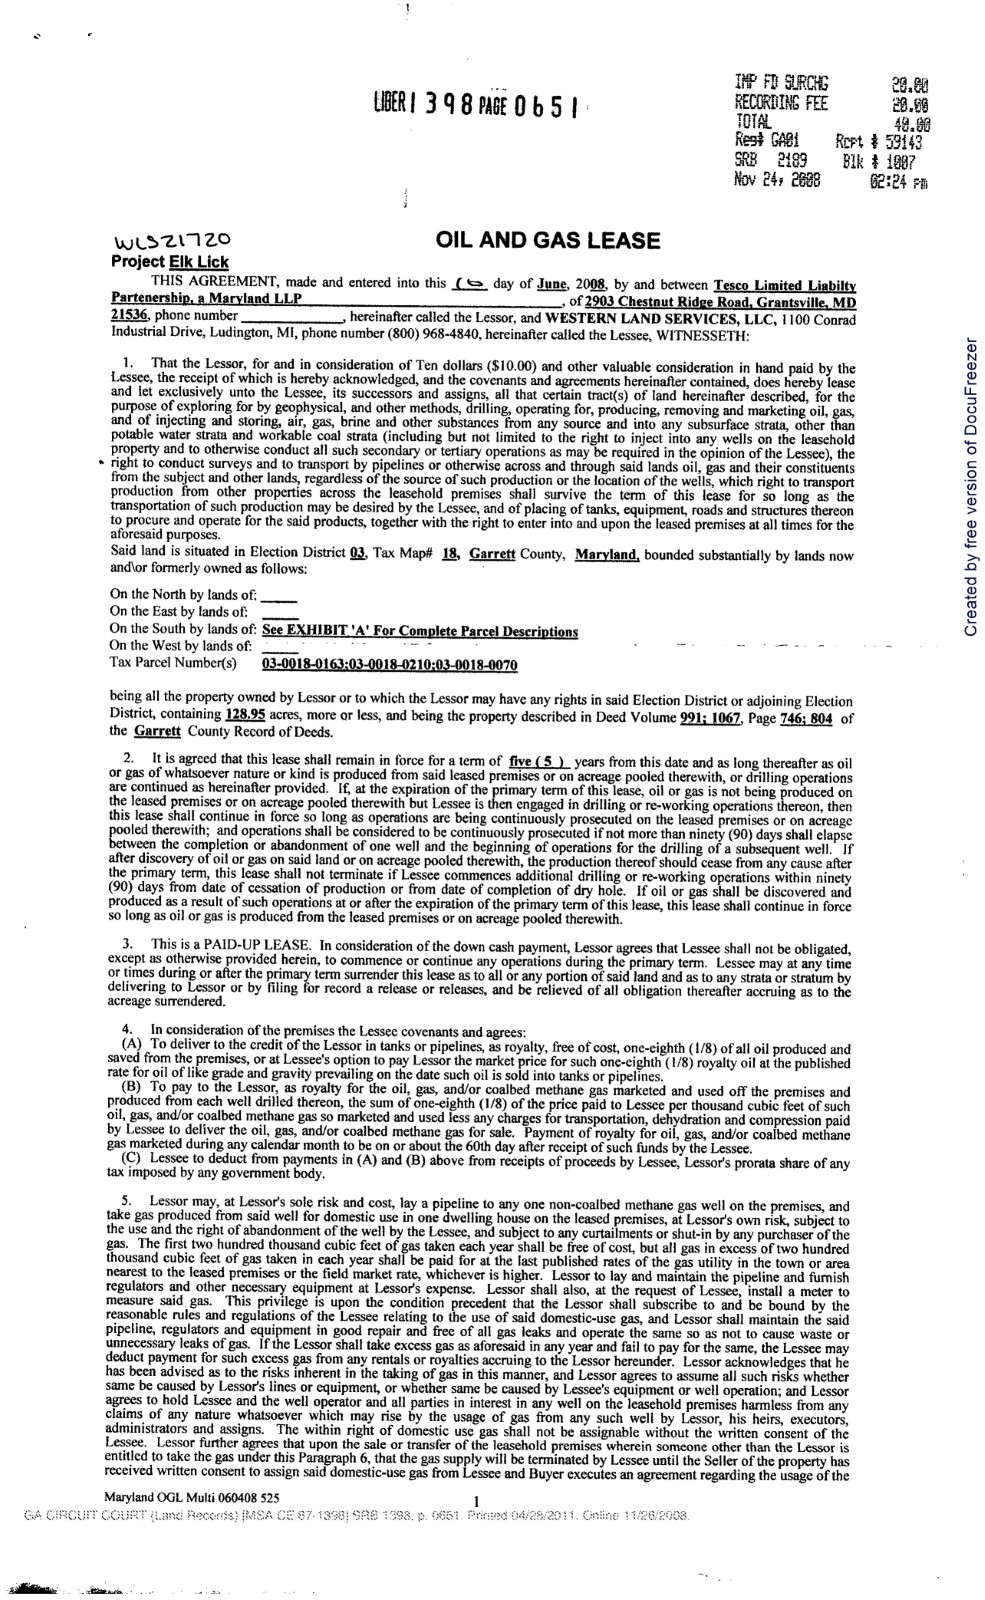 LIBER 1398 PAGE 0651
IMP FD SURCHG 20.00
RECORDING FEE 20.00
TOTAL 40.00
Res# GA01 Rcpt # 59143
SRB 2189 Blk # 1007
Nov 24, 2008 02:24 pm
WLS21720
OIL AND GAS LEASE
Project Elk Lick
THIS AGREEMENT, made and entered into this day of June, 2008, by and between Tesco Limited Liabilty
Partenership, a Maryland LLP, of 2903 Chestnut Ridge Road, Grantsville, MD
21536, phone number ____________, hereinafter called the Lessor, and WESTERN LAND SERVICES, LLC, 1100 Conrad
Industrial Drive, Ludington, MI, phone number (800) 968-4840, hereinafter called the Lessee, WITNESSETH:
1. That the Lessor, for and in consideration of Ten dollars ($10.00) and other valuable consideration in hand paid by the
Lessee, the receipt of which is hereby acknowledged, and the covenants and agreements hereinafter contained, does hereby lease
and let exclusively unto the Lessee, its successors and assigns, all that certain tract(s) of land hereinafter described, for the
purpose of exploring for by geophysical, and other methods, drilling, operating for, producing, removing and marketing oil, gas,
and of injecting and storing, air, gas, brine and other substances from any source and into any subsurface strata, other than
potable water strata and workable coal strata (including but not limited to the right to inject into any wells on the leasehold
property and to otherwise conduct all such secondary or tertiary operations as may be required in the opinion of the Lessee), the
right to conduct surveys and to transport by pipelines or otherwise across and through said lands oil, gas and their constituents
from the subject and other lands, regardless of the source of such production or the location of the wells, which right to transport
production from other properties across the leasehold premises shall survive the term of this lease for so long as the
transportation of such production may be desired by the Lessee, and of placing of tanks, equipment, roads and structures thereon
to procure and operate for the said products, together with the right to enter into and upon the leased premises at all times for the
aforesaid purposes.
Said land is situated in Election District 03, Tax Map# 18, Garrett County, Maryland, bounded substantially by lands now
and\or formerly owned as follows:
On the North by lands of: _____
On the East by lands of: _____
On the South by lands of: See EXHIBIT 'A' For Complete Parcel Descriptions
On the West by lands of: _____
Tax Parcel Number(s) 03-0018-0163;03-0018-0210;03-0018-0070
being all the property owned by Lessor or to which the Lessor may have any rights in said Election District or adjoining Election
District, containing 128.95 acres, more or less, and being the property described in Deed Volume 991; 1067, Page 746; 804 of
the Garrett County Record of Deeds.
2. It is agreed that this lease shall remain in force for a term of five ( 5 ) years from this date and as long thereafter as oil
or gas of whatsoever nature or kind is produced from said leased premises or on acreage pooled therewith, or drilling operations
are continued as hereinafter provided. If, at the expiration of the primary term of this lease, oil or gas is not being produced on
the leased premises or on acreage pooled therewith but Lessee is then engaged in drilling or re-working operations thereon, then
this lease shall continue in force so long as operations are being continuously prosecuted on the leased premises or on acreage
pooled therewith; and operations shall be considered to be continuously prosecuted if not more than ninety (90) days shall elapse
between the completion or abandonment of one well and the beginning of operations for the drilling of a subsequent well. If
after discovery of oil or gas on said land or on acreage pooled therewith, the production thereof should cease from any cause after
the primary term, this lease shall not terminate if Lessee commences additional drilling or re-working operations within ninety
(90) days from date of cessation of production or from date of completion of dry hole. If oil or gas shall be discovered and
produced as a result of such operations at or after the expiration of the primary term of this lease, this lease shall continue in force
so long as oil or gas is produced from the leased premises or on acreage pooled therewith.
3. This is a PAID-UP LEASE. In consideration of the down cash payment, Lessor agrees that Lessee shall not be obligated,
except as otherwise provided herein, to commence or continue any operations during the primary term. Lessee may at any time
or times during or after the primary term surrender this lease as to all or any portion of said land and as to any strata or stratum by
delivering to Lessor or by filing for record a release or releases, and be relieved of all obligation thereafter accruing as to the
acreage surrendered.
4. In consideration of the premises the Lessee covenants and agrees:
(A) To deliver to the credit of the Lessor in tanks or pipelines, as royalty, free of cost, one-eighth (1/8) of all oil produced and
saved from the premises, or at Lessee's option to pay Lessor the market price for such one-eighth (1/8) royalty oil at the published
rate for oil of like grade and gravity prevailing on the date such oil is sold into tanks or pipelines.
(B) To pay to the Lessor, as royalty for the oil, gas, and/or coalbed methane gas marketed and used off the premises and
produced from each well drilled thereon, the sum of one-eighth (1/8) of the price paid to Lessee per thousand cubic feet of such
oil, gas, and/or coalbed methane gas so marketed and used less any charges for transportation, dehydration and compression paid
by Lessee to deliver the oil, gas, and/or coalbed methane gas for sale. Payment of royalty for oil, gas, and/or coalbed methane
gas marketed during any calendar month to be on or about the 60th day after receipt of such funds by the Lessee.
(C) Lessee to deduct from payments in (A) and (B) above from receipts of proceeds by Lessee, Lessor's prorata share of any
tax imposed by any government body.
5. Lessor may, at Lessor's sole risk and cost, lay a pipeline to any one non-coalbed methane gas well on the premises, and
take gas produced from said well for domestic use in one dwelling house on the leased premises, at Lessor's own risk, subject to
the use and the right of abandonment of the well by the Lessee, and subject to any curtailments or shut-in by any purchaser of the
gas. The first two hundred thousand cubic feet of gas taken each year shall be free of cost, but all gas in excess of two hundred
thousand cubic feet of gas taken in each year shall be paid for at the last published rates of the gas utility in the town or area
nearest to the leased premises or the field market rate, whichever is higher. Lessor to lay and maintain the pipeline and furnish
regulators and other necessary equipment at Lessor's expense. Lessor shall also, at the request of Lessee, install a meter to
measure said gas. This privilege is upon the condition precedent that the Lessor shall subscribe to and be bound by the
reasonable rules and regulations of the Lessee relating to the use of said domestic-use gas, and Lessor shall maintain the said
pipeline, regulators and equipment in good repair and free of all gas leaks and operate the same so as not to cause waste or
unnecessary leaks of gas. If the Lessor shall take excess gas as aforesaid in any year and fail to pay for the same, the Lessee may
deduct payment for such excess gas from any rentals or royalties accruing to the Lessor hereunder. Lessor acknowledges that he
has been advised as to the risks inherent in the taking of gas in this manner, and Lessor agrees to assume all such risks whether
same be caused by Lessor's lines or equipment, or whether same be caused by Lessee's equipment or well operation; and Lessor
agrees to hold Lessee and the well operator and all parties in interest in any well on the leasehold premises harmless from any
claims of any nature whatsoever which may rise by the usage of gas from any such well by Lessor, his heirs, executors,
administrators and assigns. The within right of domestic use gas shall not be assignable without the written consent of the
Lessee. Lessor further agrees that upon the sale or transfer of the leasehold premises wherein someone other than the Lessor is
entitled to take the gas under this Paragraph 6, that the gas supply will be terminated by Lessee until the Seller of the property has
received written consent to assign said domestic-use gas from Lessee and Buyer executes an agreement regarding the usage of the
Maryland OGL Multi 060408 525
1
GA CIRCUIT COURT (Land Records) [MSA CE 87-1398] SRB 1398, p. 0651. Printed 04/28/2011. Online 11/26/2008.
Created by free version of DocuFreezer